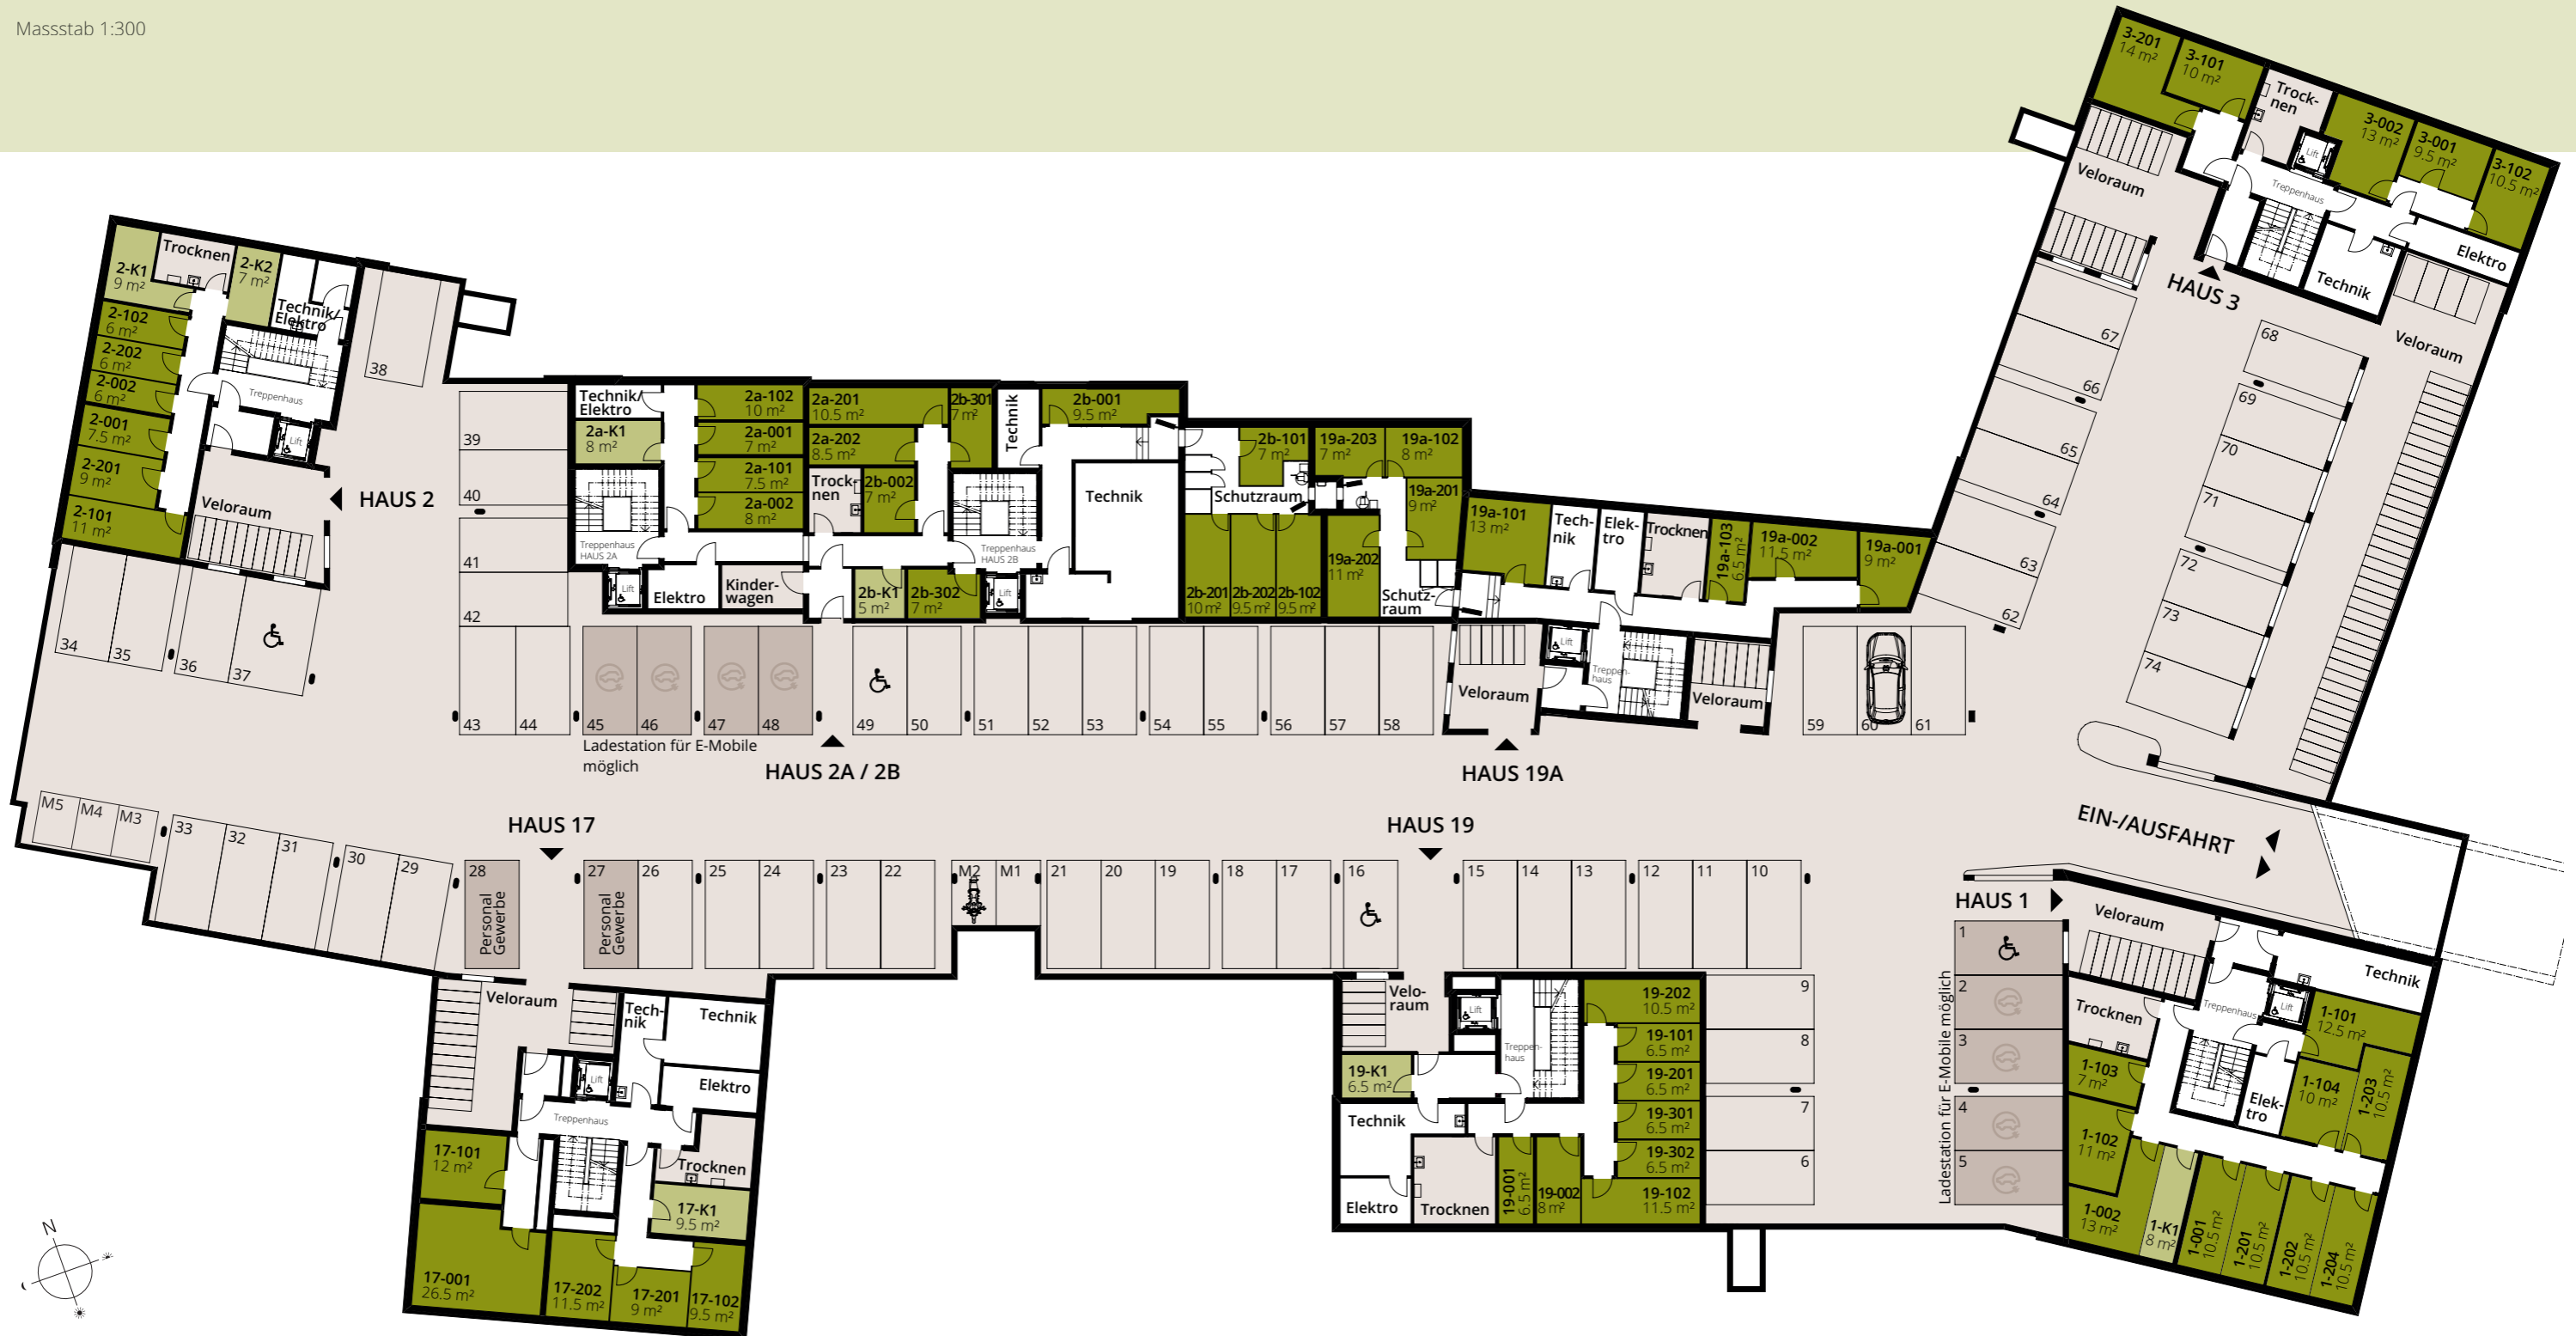 Massstab 1:300
3-201
14 m²
3-101
10 m²
Trock-
nen
Lift
3-002
13 m²
3-001
9.5 m²
3-102
10.5 m²
Veloraum
Treppenhaus
Elektro
Technik
HAUS 3
Veloraum
67
66
65
64
63
62
68
69
70
71
72
73
74
2-K1
9 m²
Trocknen
2-K2
7 m²
Technik/
Elektro
2-102
6 m²
2-202
6 m²
2-002
6 m²
2-001
7.5 m²
2-201
9 m²
2-101
11 m²
Treppenhaus
Lift
Veloraum
HAUS 2
38
39
40
41
42
34
35
36
37
43
44
45
46
47
48
49
50
51
52
53
54
55
56
57
58
59
60
61
Technik/
Elektro
2a-K1
8 m²
2a-102
10 m²
2a-001
7 m²
2a-101
7.5 m²
2a-002
8 m²
Treppenhaus
HAUS 2A
Lift
Elektro
Kinder-
wagen
2a-201
10.5 m²
2a-202
8.5 m²
Trock-
nen
2b-002
7 m²
2b-301
7 m²
Technik
2b-001
9.5 m²
Technik
Treppenhaus
HAUS 2B
2b-K1
5 m²
2b-302
7 m²
Lift
2b-101
7 m²
Schutzraum
2b-201
10 m²
2b-202
9.5 m²
2b-102
9.5 m²
19a-203
7 m²
19a-102
8 m²
19a-201
9 m²
19a-202
11 m²
Schutz-
raum
19a-101
13 m²
Tech-
nik
Elek-
tro
Trocknen
19a-103
6.5 m²
19a-002
11.5 m²
19a-001
9 m²
Veloraum
Lift
Treppen-
haus
Veloraum
Ladestation für E-Mobile
möglich
HAUS 2A / 2B
HAUS 19A
HAUS 17
HAUS 19
EIN-/AUSFAHRT
HAUS 1
M5
M4
M3
33
32
31
30
29
28
Personal
Gewerbe
27
Personal
Gewerbe
26
25
24
23
22
M2
M1
21
20
19
18
17
16
15
14
13
12
11
10
9
8
7
6
1
2
3
4
5
Ladestation für E-Mobile möglich
Veloraum
Tech-
nik
Technik
Elektro
Lift
Treppenhaus
Trocknen
17-101
12 m²
17-K1
9.5 m²
17-001
26.5 m²
17-202
11.5 m²
17-201
9 m²
17-102
9.5 m²
Velo-
raum
Lift
Treppen-
haus
19-K1
6.5 m²
Technik
Elektro
Trocknen
19-001
6.5 m²
19-002
8 m²
19-202
10.5 m²
19-101
6.5 m²
19-201
6.5 m²
19-301
6.5 m²
19-302
6.5 m²
19-102
11.5 m²
Veloraum
Technik
Trocknen
Treppenhaus
Lift
1-101
12.5 m²
1-103
7 m²
1-104
10 m²
1-203
10.5 m²
Elek-
tro
1-102
11 m²
1-002
13 m²
1-K1
8 m²
1-001
10.5 m²
1-201
10.5 m²
1-202
10.5 m²
1-204
10.5 m²
N